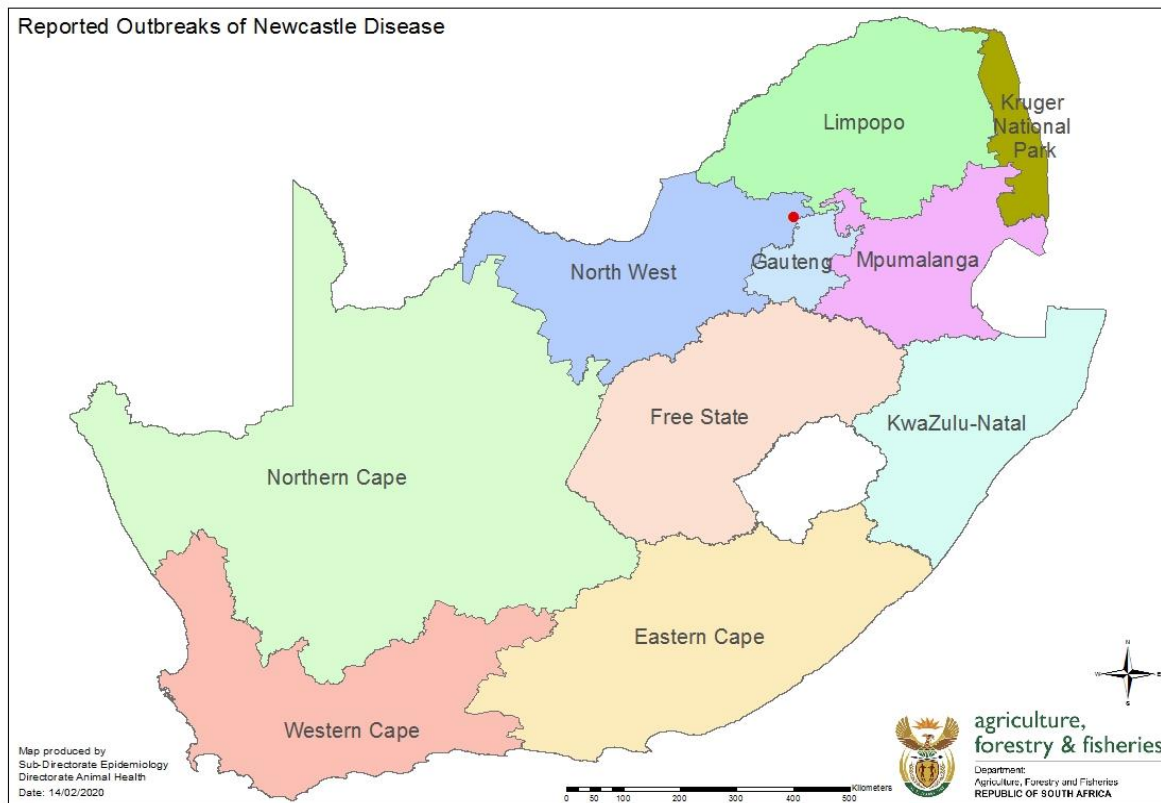 Reported Outbreaks of Newcastle Disease
Limpopo
Kruger
National
Park
North West
Gauteng
Mpumalanga
Free State
KwaZulu-Natal
Northern Cape
Eastern Cape
Western Cape
N
W
E
S
Map produced by
Sub-Directorate Epidemiology
Directorate Animal Health
Date: 14/02/2020
Kilometers
0 50 100 200 300 400 500
agriculture,
forestry & fisheries
Department:
Agriculture, Forestry and Fisheries
REPUBLIC OF SOUTH AFRICA